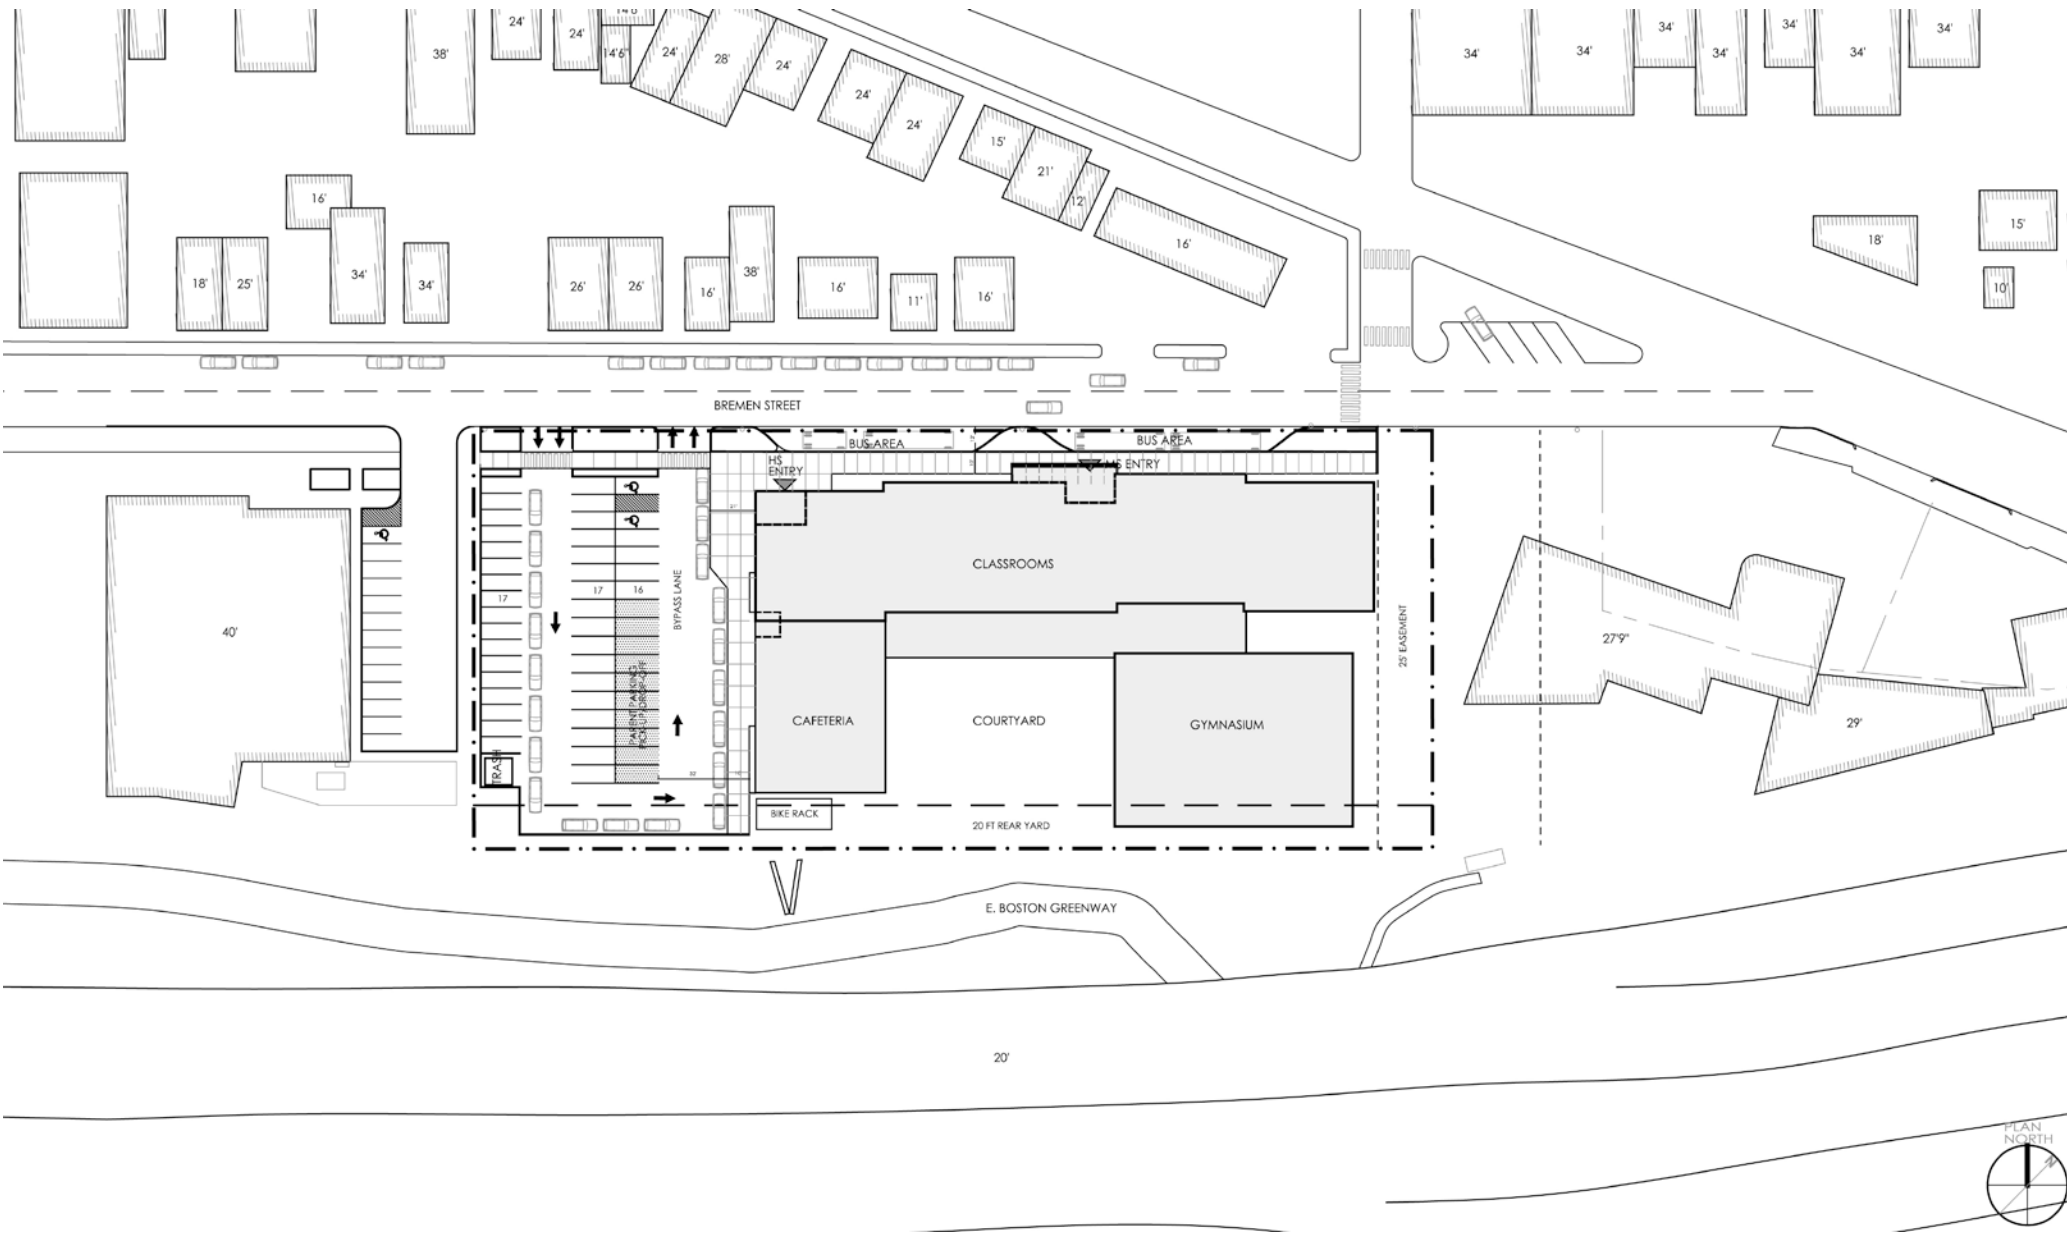 14'6"
24'
24'
38'
14'6"
24'
28'
24'
24'
24'
15'
21'
12'
16'
34'
34'
34'
34'
34'
34'
34'
16'
18'
25'
34'
34'
26'
26'
16'
38'
16'
11'
16'
18'
15'
10'
BREMEN STREET
BUS AREA
BUS AREA
HS
ENTRY
MS ENTRY
CLASSROOMS
17
17
16
BYPASS LANE
PARENT PARKING
PICK-UP/DROP-OFF
TRASH
40'
25' EASEMENT
27'9"
29'
CAFETERIA
COURTYARD
GYMNASIUM
BIKE RACK
20 FT REAR YARD
E. BOSTON GREENWAY
20'
PLAN
NORTH
N